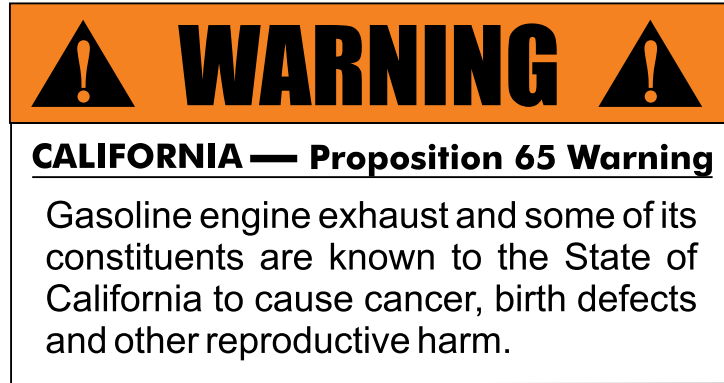 WARNING
CALIFORNIA — Proposition 65 Warning
Gasoline engine exhaust and some of its
constituents are known to the State of
California to cause cancer, birth defects
and other reproductive harm.